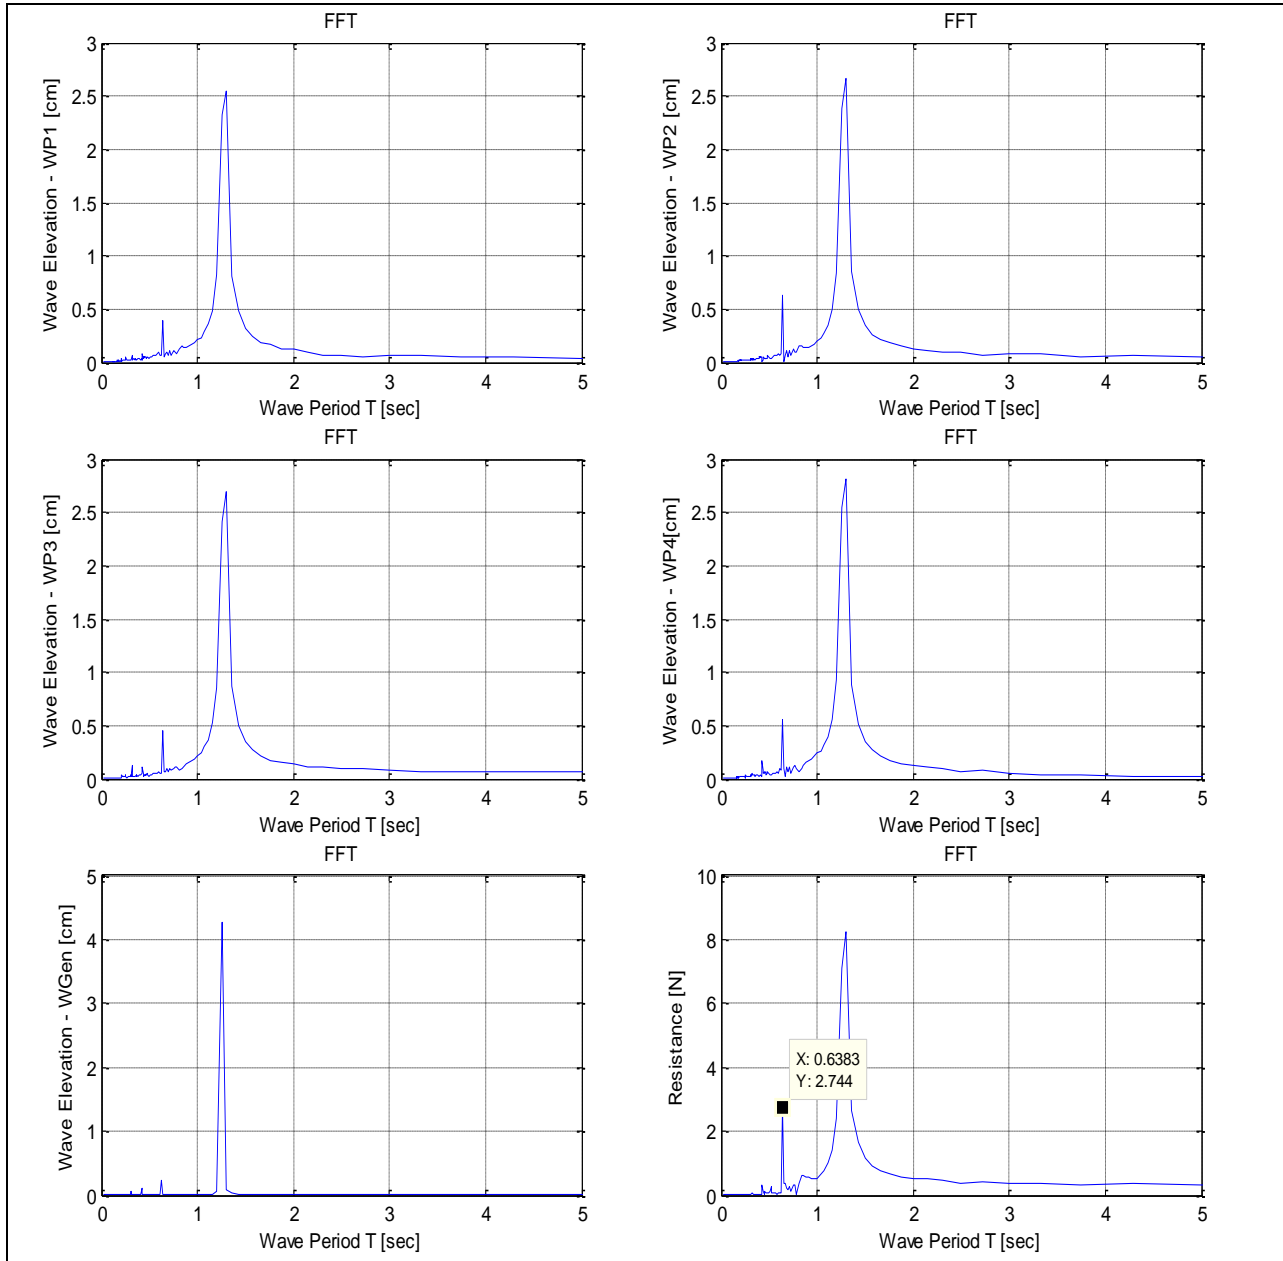 FFT
3
2.5
2
1.5
1
0.5
0
Wave Elevation - WP1 [cm]
0 1 2 3 4 5
Wave Period T [sec]
FFT
3
2.5
2
1.5
1
0.5
0
Wave Elevation - WP2 [cm]
0 1 2 3 4 5
Wave Period T [sec]
FFT
3
2.5
2
1.5
1
0.5
0
Wave Elevation - WP3 [cm]
0 1 2 3 4 5
Wave Period T [sec]
FFT
3
2.5
2
1.5
1
0.5
0
Wave Elevation - WP4[cm]
0 1 2 3 4 5
Wave Period T [sec]
FFT
5
4
3
2
1
0
Wave Elevation - WGen [cm]
0 1 2 3 4 5
Wave Period T [sec]
FFT
10
8
6
4
2
0
Resistance [N]
X: 0.6383
Y: 2.744
0 1 2 3 4 5
Wave Period T [sec]